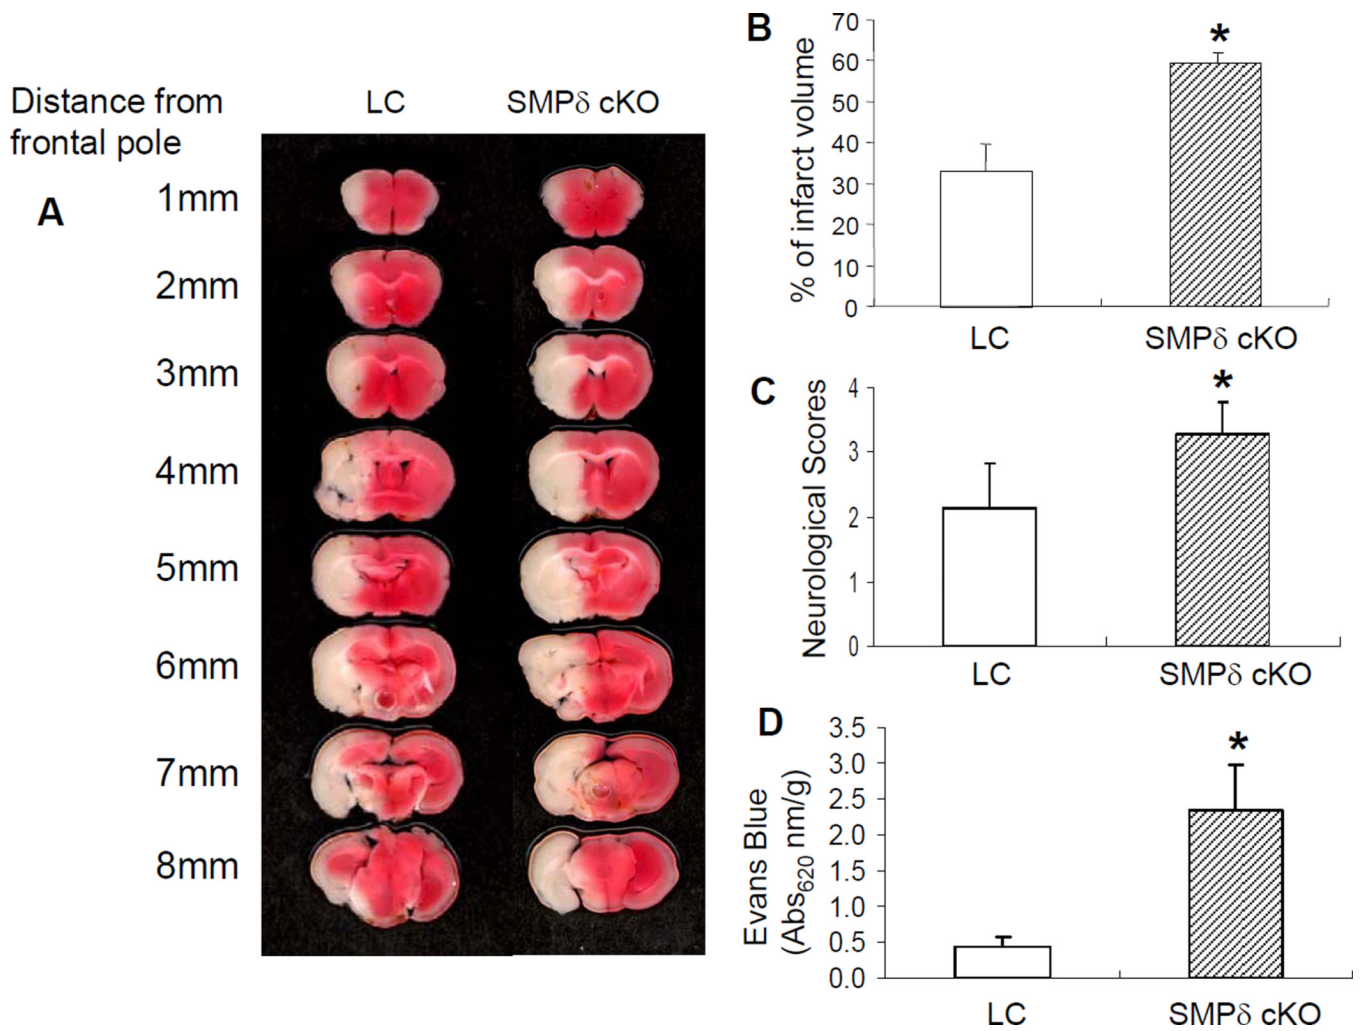 Distance from
frontal pole
LC
SMPδ cKO
A
1mm
2mm
3mm
4mm
5mm
6mm
7mm
8mm
B
% of infarct volume
70
60
50
40
30
20
10
0
*
LC
SMPδ cKO
C
Neurological Scores
4
3
2
1
0
*
LC
SMPδ cKO
D
Evans Blue
(Abs₆₂₀ nm/g)
3.5
3.0
2.5
2.0
1.5
1.0
0.5
0.0
*
LC
SMPδ cKO